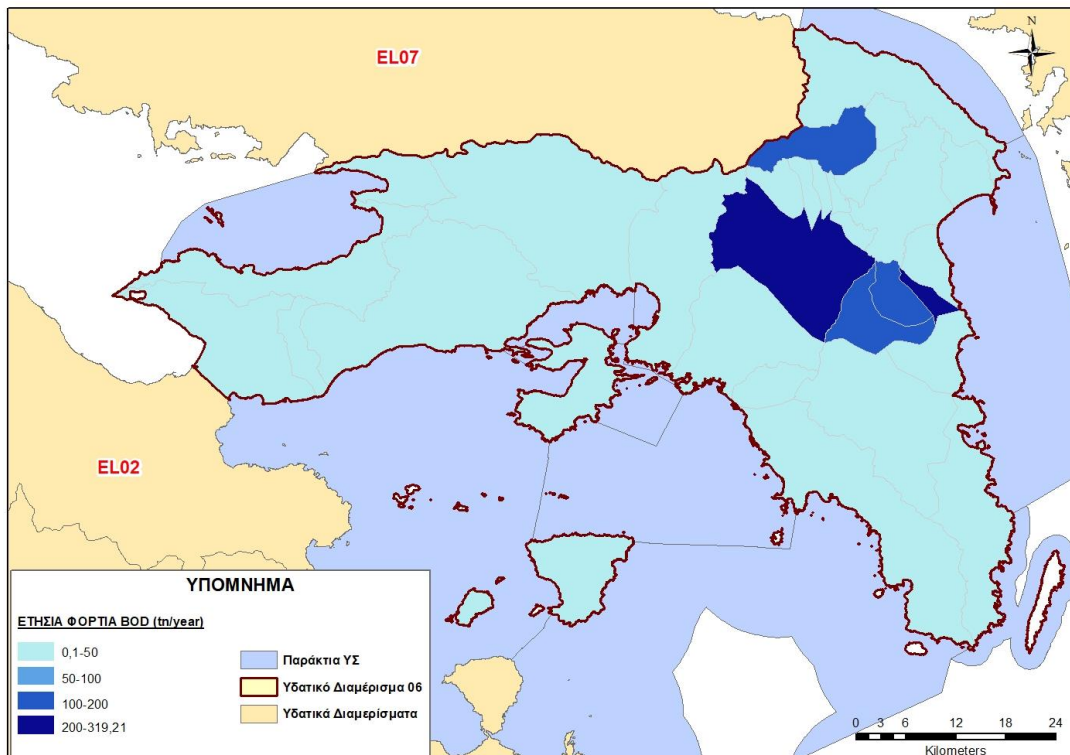 EL07
N
EL02
ΥΠΟΜΝΗΜΑ
ΕΤΗΣΙΑ ΦΟΡΤΙΑ BOD (tn/year)
0,1-50
50-100
100-200
200-319,21
Παράκτια ΥΣ
Υδατικό Διαμέρισμα 06
Υδατικά Διαμερίσματα
0 3 6 12 18 24
Kilometers